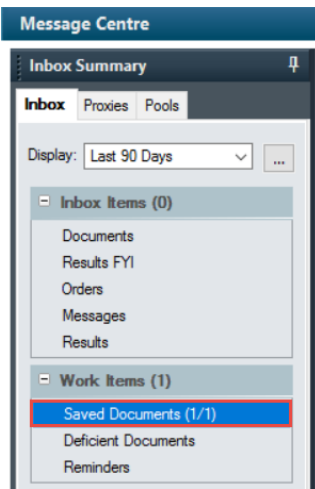 Message Centre
Inbox Summary
Inbox Proxies Pools
Display: Last 90 Days ...
Inbox Items (0)
Documents
Results FYI
Orders
Messages
Results
Work Items (1)
Saved Documents (1/1)
Deficient Documents
Reminders